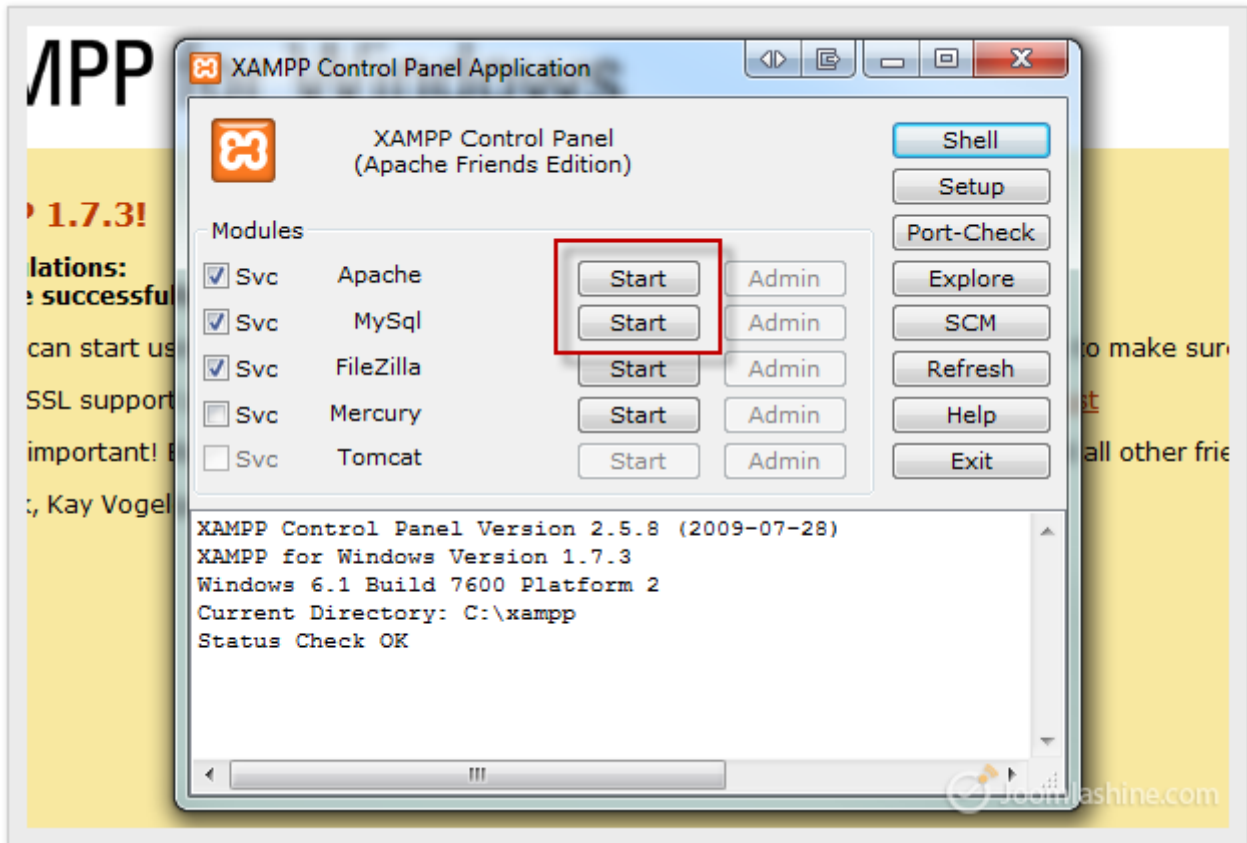 MPP
XAMPP Control Panel Application
XAMPP Control Panel
(Apache Friends Edition)
Shell
Setup
Port-Check
Explore
SCM
Refresh
Help
Exit
1.7.3!
Modules
Svc Apache Start Admin
Svc MySql Start Admin
Svc FileZilla Start Admin
Svc Mercury Start Admin
Svc Tomcat Start Admin
lations:
successful
can start us
to make sur
SSL support
st
important!
all other frie
, Kay Vogel
XAMPP Control Panel Version 2.5.8 (2009-07-28)
XAMPP for Windows Version 1.7.3
Windows 6.1 Build 7600 Platform 2
Current Directory: C:\xampp
Status Check OK
Joomlashine.com